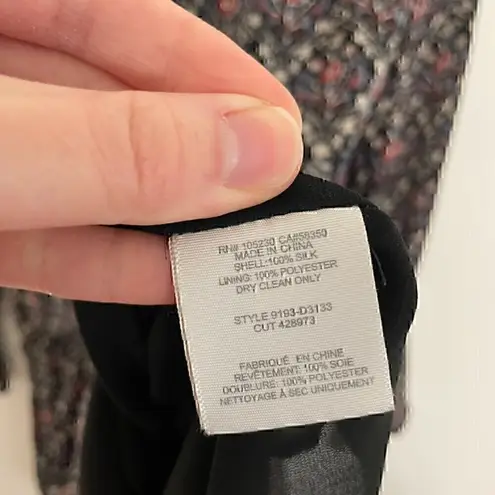 RN# 105230 CA#58350
MADE IN CHINA
SHELL:100% SILK
LINING: 100% POLYESTER
DRY CLEAN ONLY
STYLE 9193-D3133
CUT 428973
FABRIQUÉ EN CHINE
REVÊTEMENT: 100% SOIE
DOUBLURE: 100% POLYESTER
NETTOYAGE À SEC UNIQUEMENT